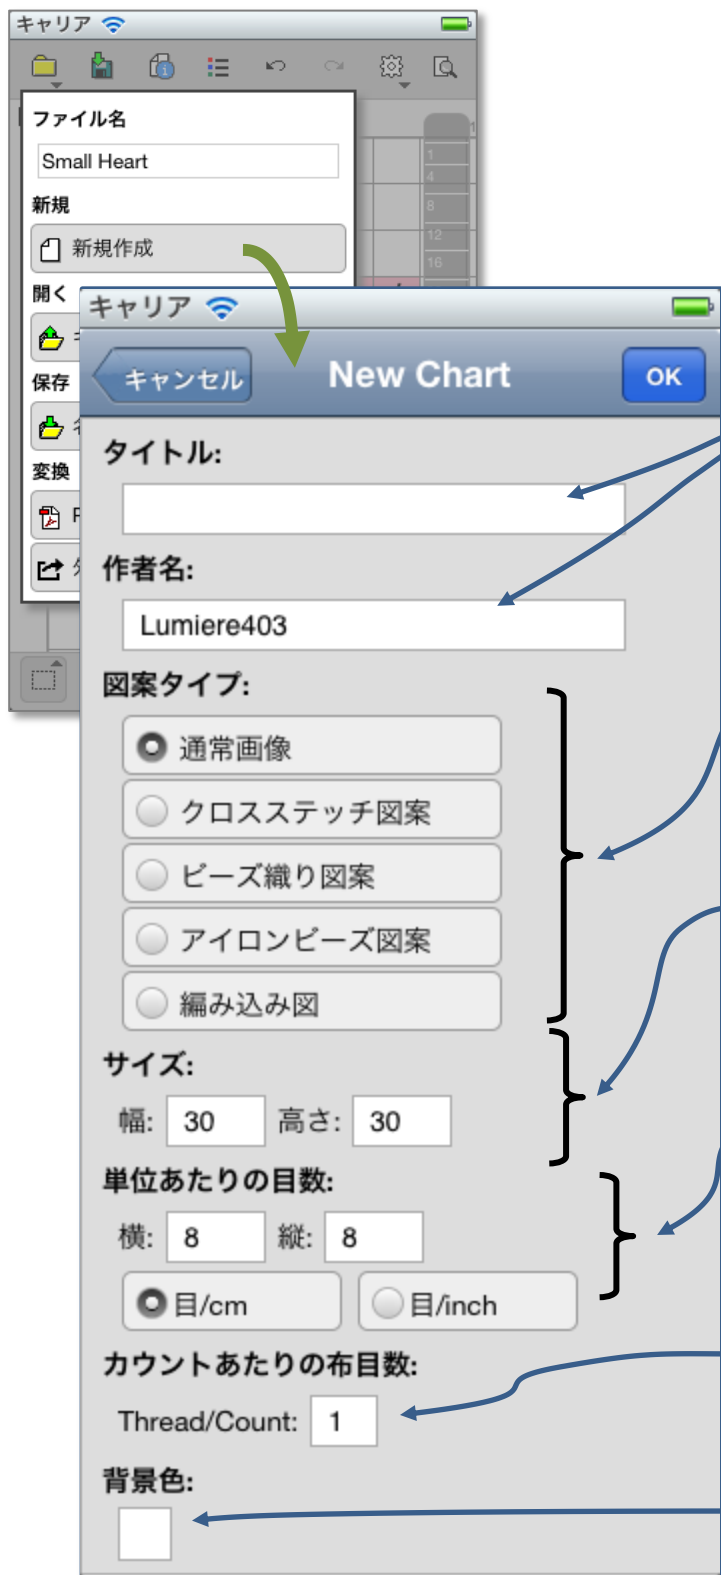 キャリア
ファイル名
Small Heart
新規
新規作成
開く
保存
変換
1
4
8
12
16
キャリア
キャンセル New Chart OK
タイトル:
作者名:
Lumiere403
図案タイプ:
通常画像
クロスステッチ図案
ビーズ織り図案
アイロンビーズ図案
編み込み図
サイズ:
幅: 30 高さ: 30
単位あたりの目数:
横: 8 縦: 8
目/cm 目/inch
カウントあたりの布目数:
Thread/Count: 1
背景色: